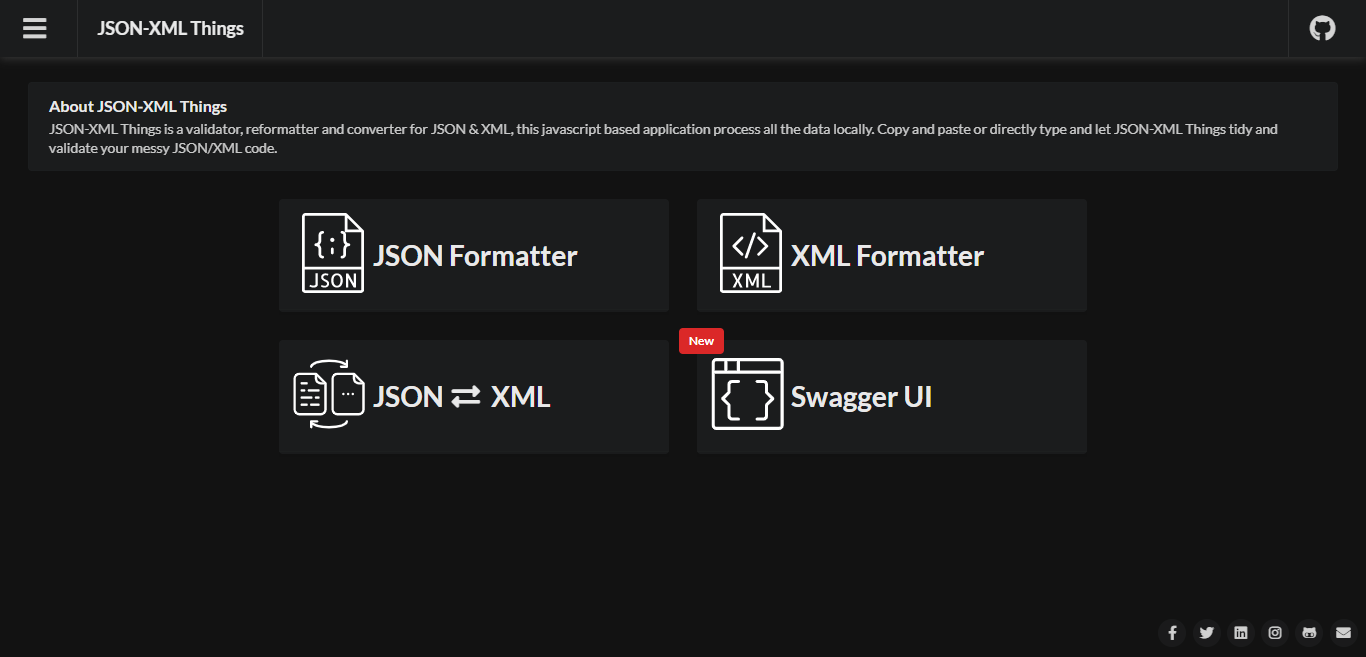 JSON-XML Things
About JSON-XML Things
JSON-XML Things is a validator, reformatter and converter for JSON & XML, this javascript based application process all the data locally. Copy and paste or directly type and let JSON-XML Things tidy and
validate your messy JSON/XML code.
JSON
JSON Formatter
XML
XML Formatter
JSON ⇄ XML
New
Swagger UI